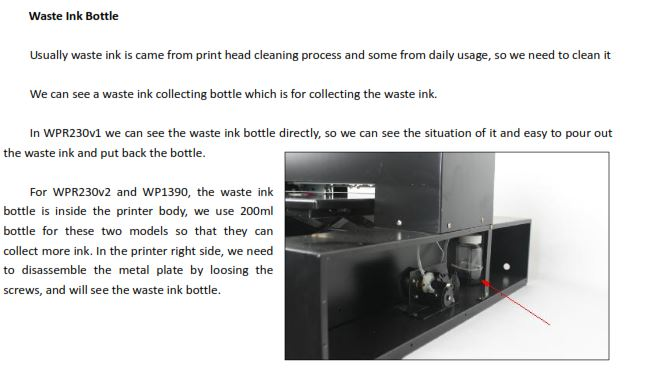 Waste Ink Bottle
Usually waste ink is came from print head cleaning process and some from daily usage, so we need to clean it
We can see a waste ink collecting bottle which is for collecting the waste ink.
In WPR230v1 we can see the waste ink bottle directly, so we can see the situation of it and easy to pour out
the waste ink and put back the bottle.
For WPR230v2 and WP1390, the waste ink
bottle is inside the printer body, we use 200ml
bottle for these two models so that they can
collect more ink. In the printer right side, we need
to disassemble the metal plate by loosing the
screws, and will see the waste ink bottle.